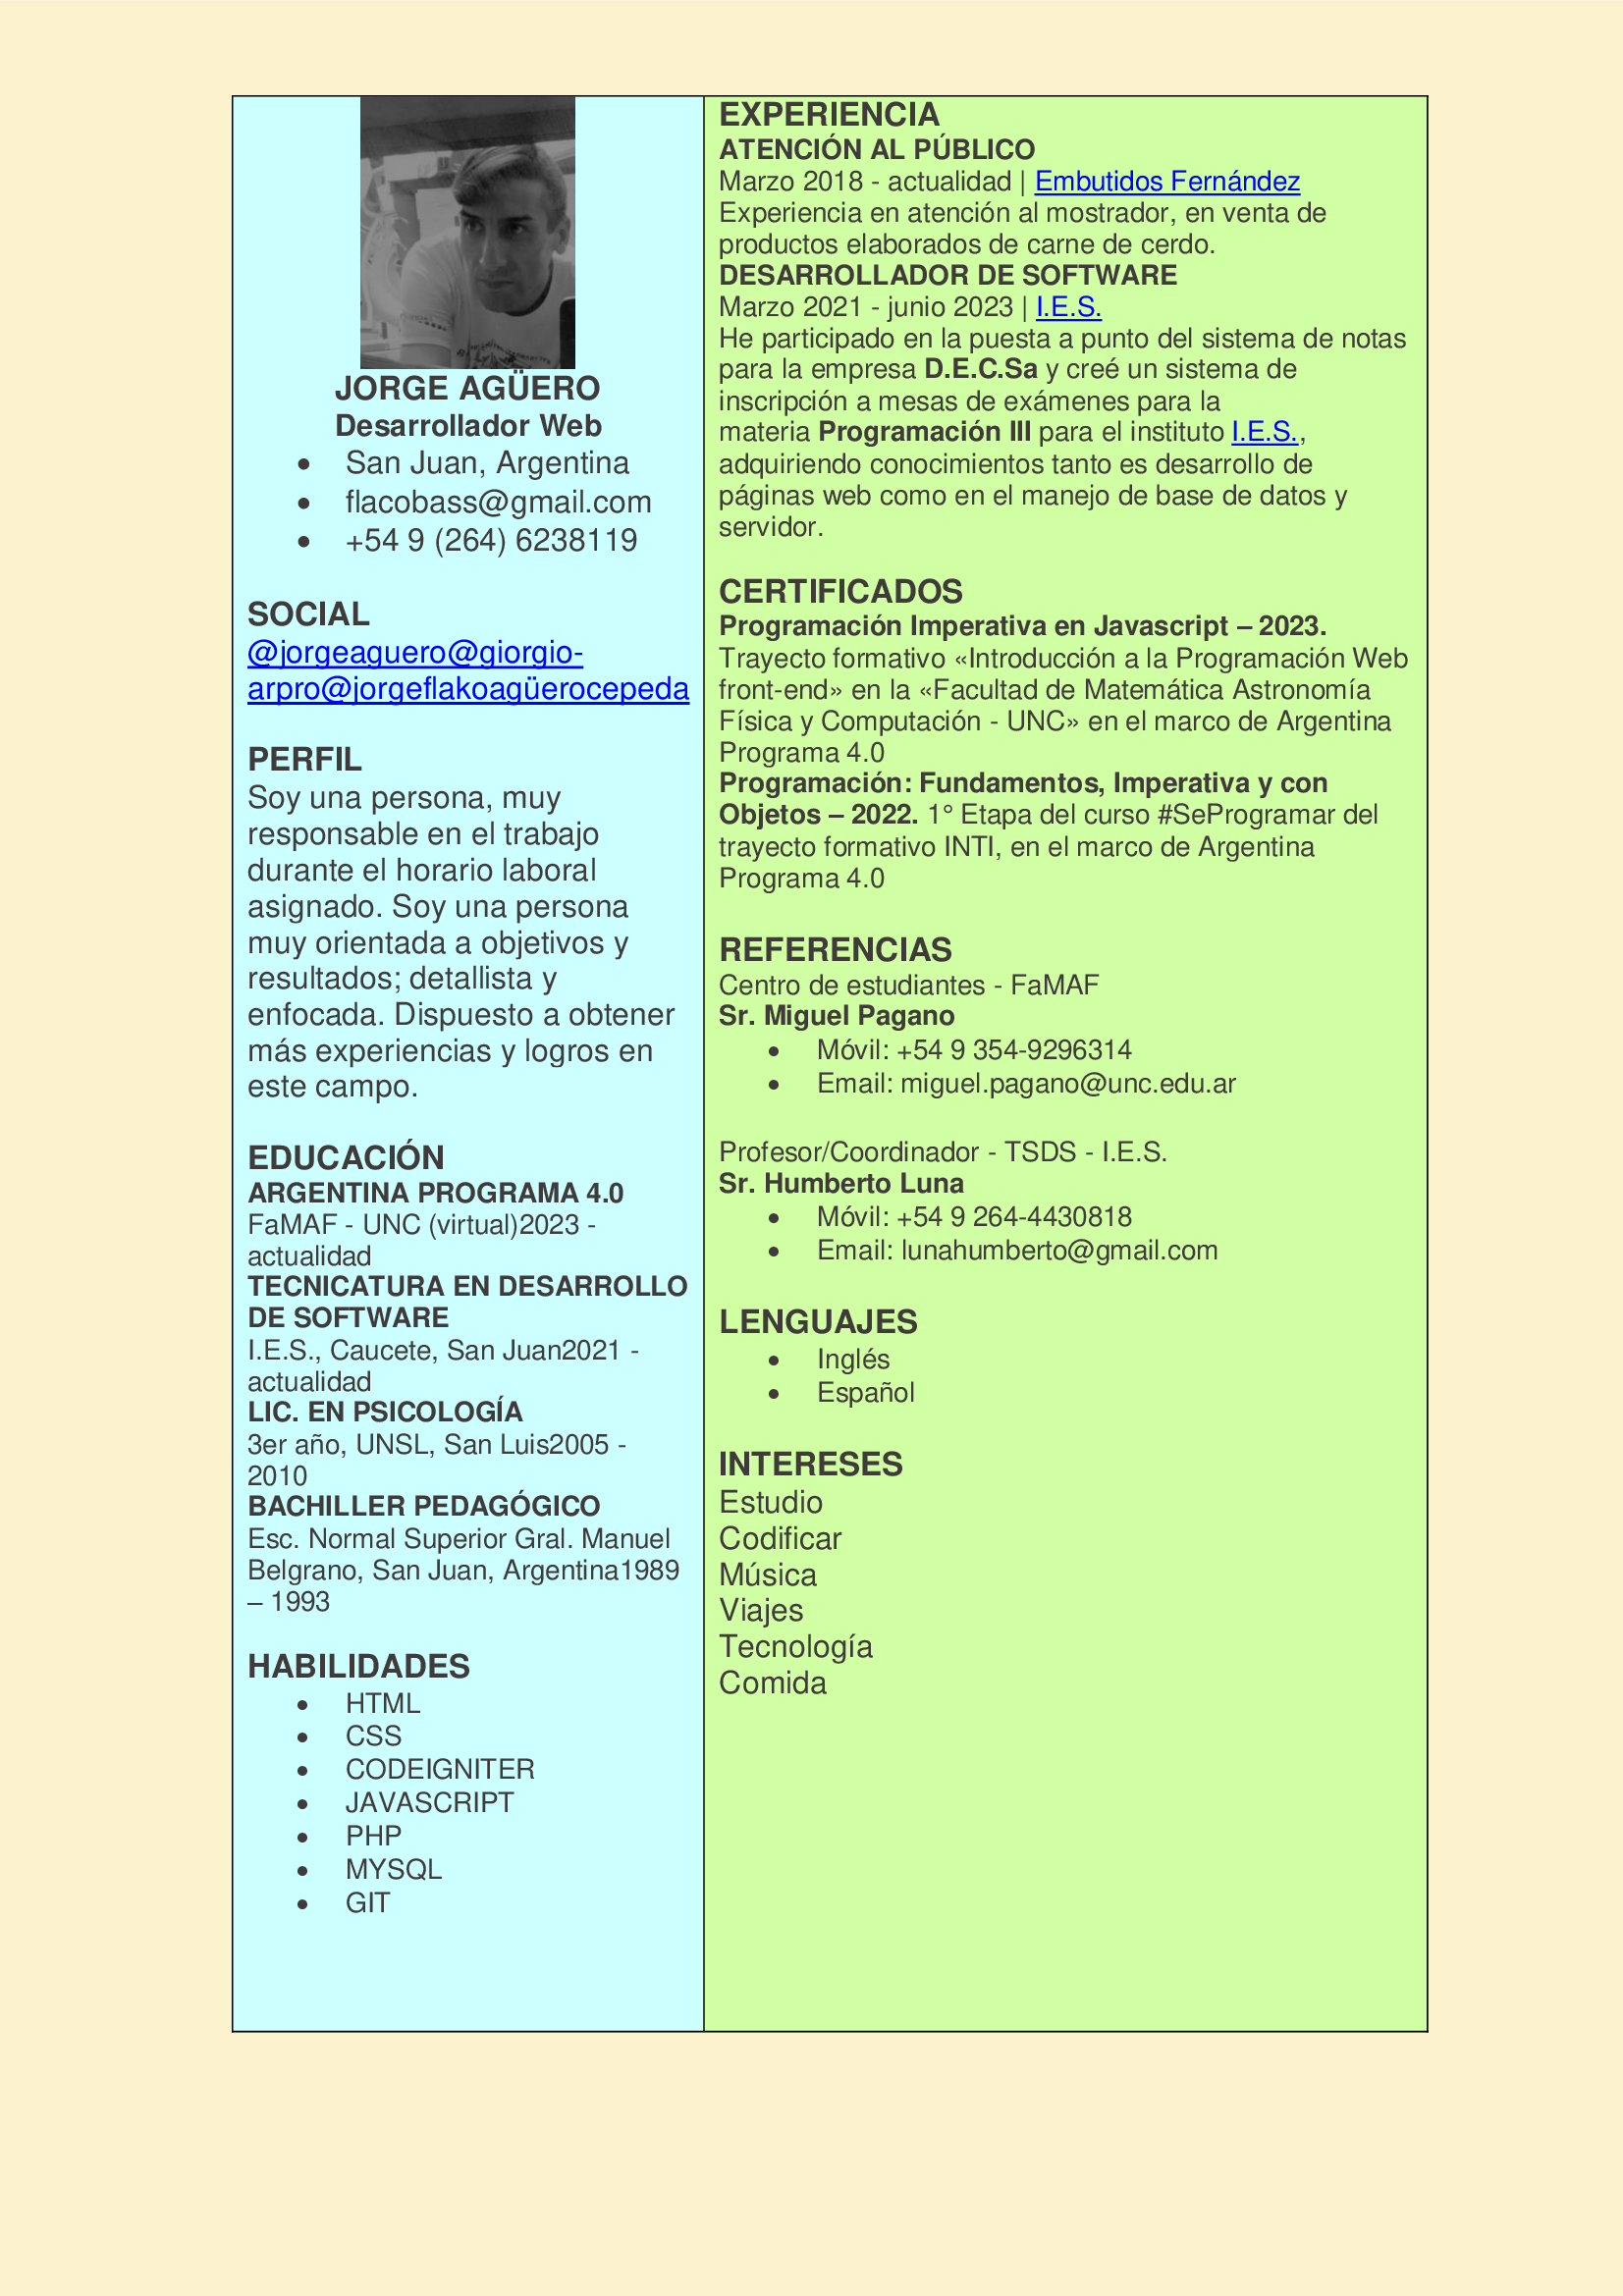 JORGE AGÜERO
Desarrollador Web
• San Juan, Argentina
• flacobass@gmail.com
• +54 9 (264) 6238119
SOCIAL
@jorgeaguero@giorgio-
arpro@jorgeflakoagüerocepeda
PERFIL
Soy una persona, muy
responsable en el trabajo
durante el horario laboral
asignado. Soy una persona
muy orientada a objetivos y
resultados; detallista y
enfocada. Dispuesto a obtener
más experiencias y logros en
este campo.
EDUCACIÓN
ARGENTINA PROGRAMA 4.0
FaMAF - UNC (virtual)2023 -
actualidad
TECNICATURA EN DESARROLLO
DE SOFTWARE
I.E.S., Caucete, San Juan2021 -
actualidad
LIC. EN PSICOLOGÍA
3er año, UNSL, San Luis2005 -
2010
BACHILLER PEDAGÓGICO
Esc. Normal Superior Gral. Manuel
Belgrano, San Juan, Argentina1989
– 1993
HABILIDADES
• HTML
• CSS
• CODEIGNITER
• JAVASCRIPT
• PHP
• MYSQL
• GIT
EXPERIENCIA
ATENCIÓN AL PÚBLICO
Marzo 2018 - actualidad | Embutidos Fernández
Experiencia en atención al mostrador, en venta de
productos elaborados de carne de cerdo.
DESARROLLADOR DE SOFTWARE
Marzo 2021 - junio 2023 | I.E.S.
He participado en la puesta a punto del sistema de notas
para la empresa D.E.C.Sa y creé un sistema de
inscripción a mesas de exámenes para la
materia Programación III para el instituto I.E.S.,
adquiriendo conocimientos tanto es desarrollo de
páginas web como en el manejo de base de datos y
servidor.
CERTIFICADOS
Programación Imperativa en Javascript – 2023.
Trayecto formativo «Introducción a la Programación Web
front-end» en la «Facultad de Matemática Astronomía
Física y Computación - UNC» en el marco de Argentina
Programa 4.0
Programación: Fundamentos, Imperativa y con
Objetos – 2022. 1° Etapa del curso #SeProgramar del
trayecto formativo INTI, en el marco de Argentina
Programa 4.0
REFERENCIAS
Centro de estudiantes - FaMAF
Sr. Miguel Pagano
• Móvil: +54 9 354-9296314
• Email: miguel.pagano@unc.edu.ar
Profesor/Coordinador - TSDS - I.E.S.
Sr. Humberto Luna
• Móvil: +54 9 264-4430818
• Email: lunahumberto@gmail.com
LENGUAJES
• Inglés
• Español
INTERESES
Estudio
Codificar
Música
Viajes
Tecnología
Comida